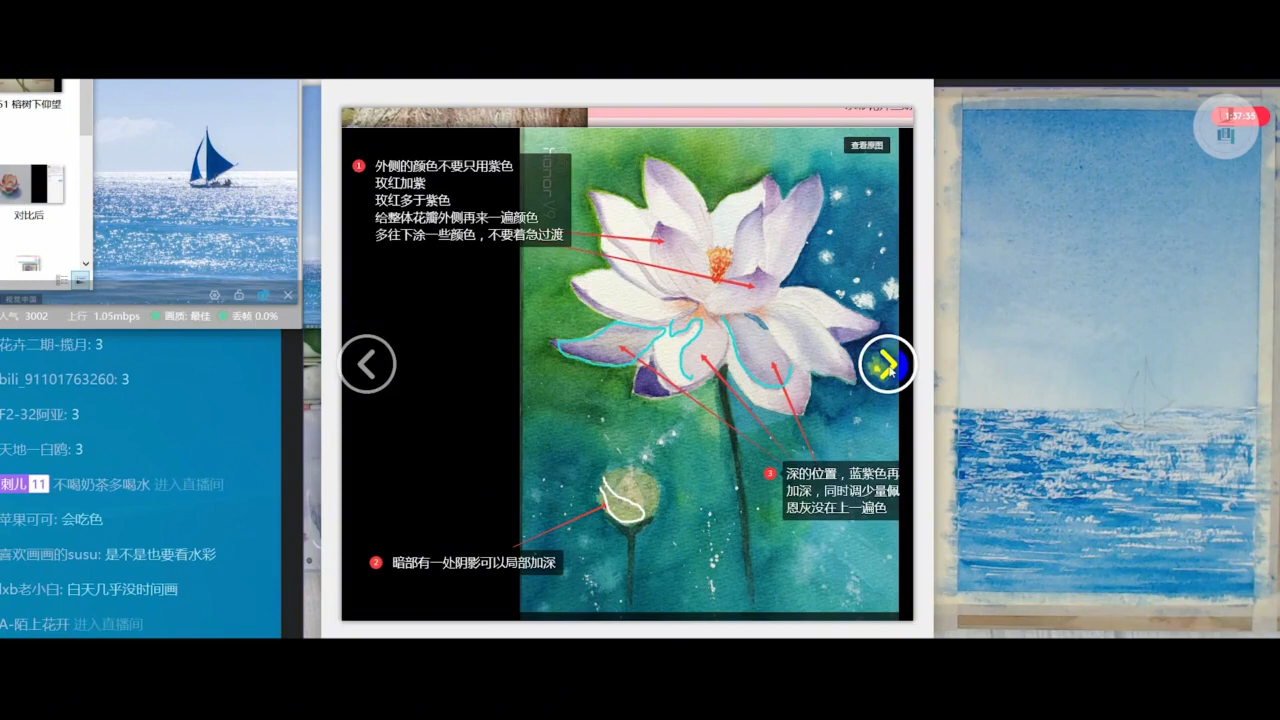 51 榕树下仰望
对比后
视觉中国
人气 3002
上行 1.05mbps
画质: 最佳
丢帧 0.0%
花卉二期-揽月: 3
bili_91101763260: 3
F2-32阿亚: 3
天地一白鸥: 3
刺儿 11 不喝奶茶多喝水 进入直播间
苹果可可: 会吃色
喜欢画画的susu: 是不是也要看水彩
lxb老小白: 白天几乎没时间画
A-陌上花开 进入直播间
查看原图
honor V9
1 外侧的颜色不要只用紫色
玫红加紫
玫红多于紫色
给整体花瓣外侧再来一遍颜色
多往下涂一些颜色，不要着急过渡
3 深的位置，蓝紫色再
加深，同时调少量佩
恩灰没在上一遍色
2 暗部有一处阴影可以局部加深
1:37:35